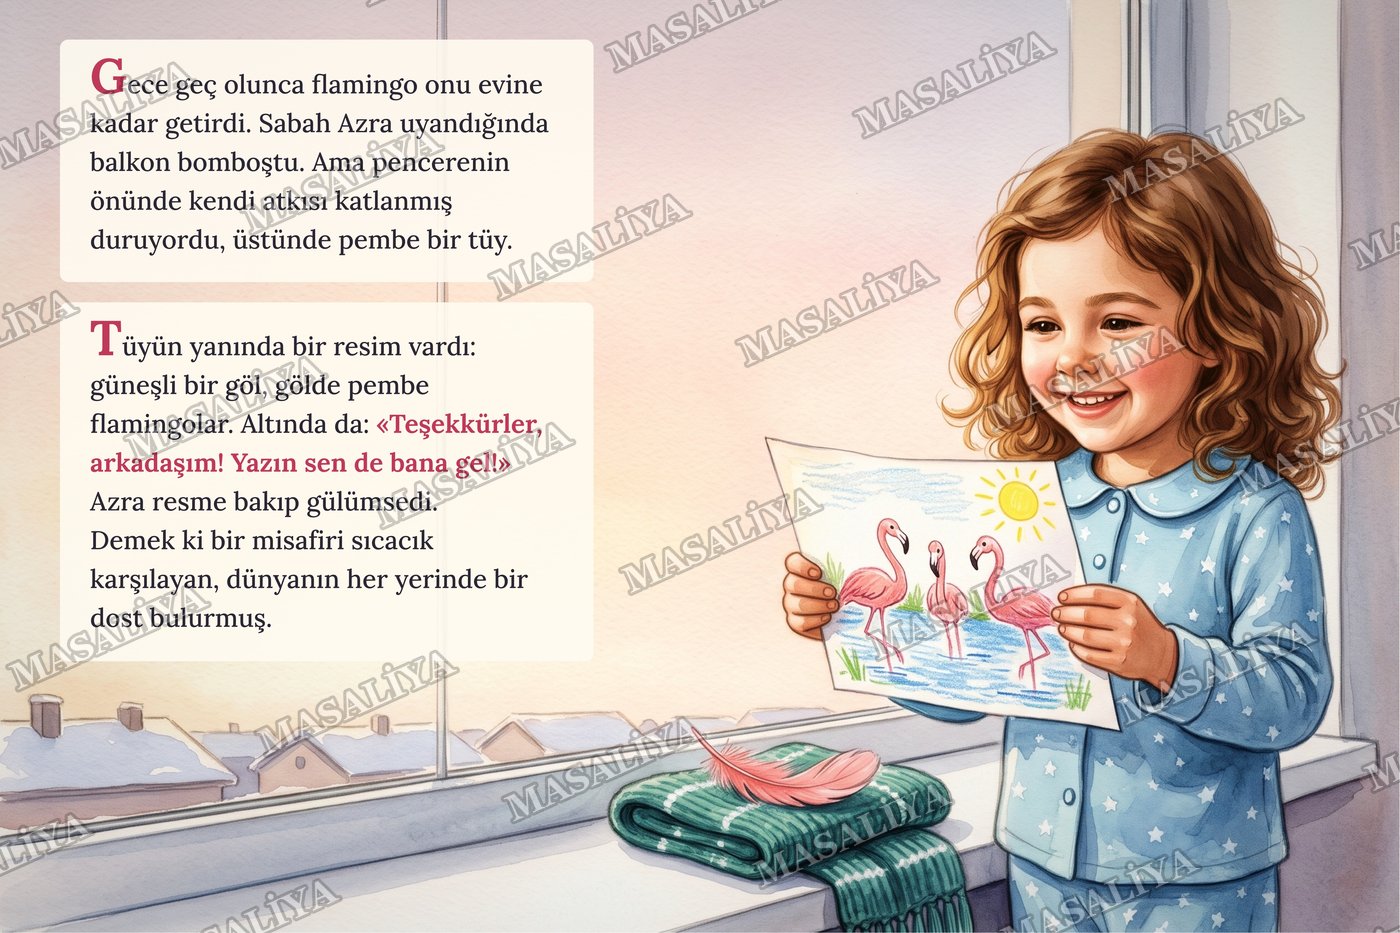 Gece geç olunca flamingo onu evine
kadar getirdi. Sabah Azra uyandığında
balkon bomboştu. Ama pencerenin
önünde kendi atkısı katlanmış
duruyordu, üstünde pembe bir tüy.
Tüyün yanında bir resim vardı:
güneşli bir göl, gölde pembe
flamingolar. Altında da: «Teşekkürler,
arkadaşım! Yazın sen de bana gel!»
Azra resme bakıp gülümsedi.
Demek ki bir misafiri sıcacık
karşılayan, dünyanın her yerinde bir
dost bulurmuş.
MASALİYA